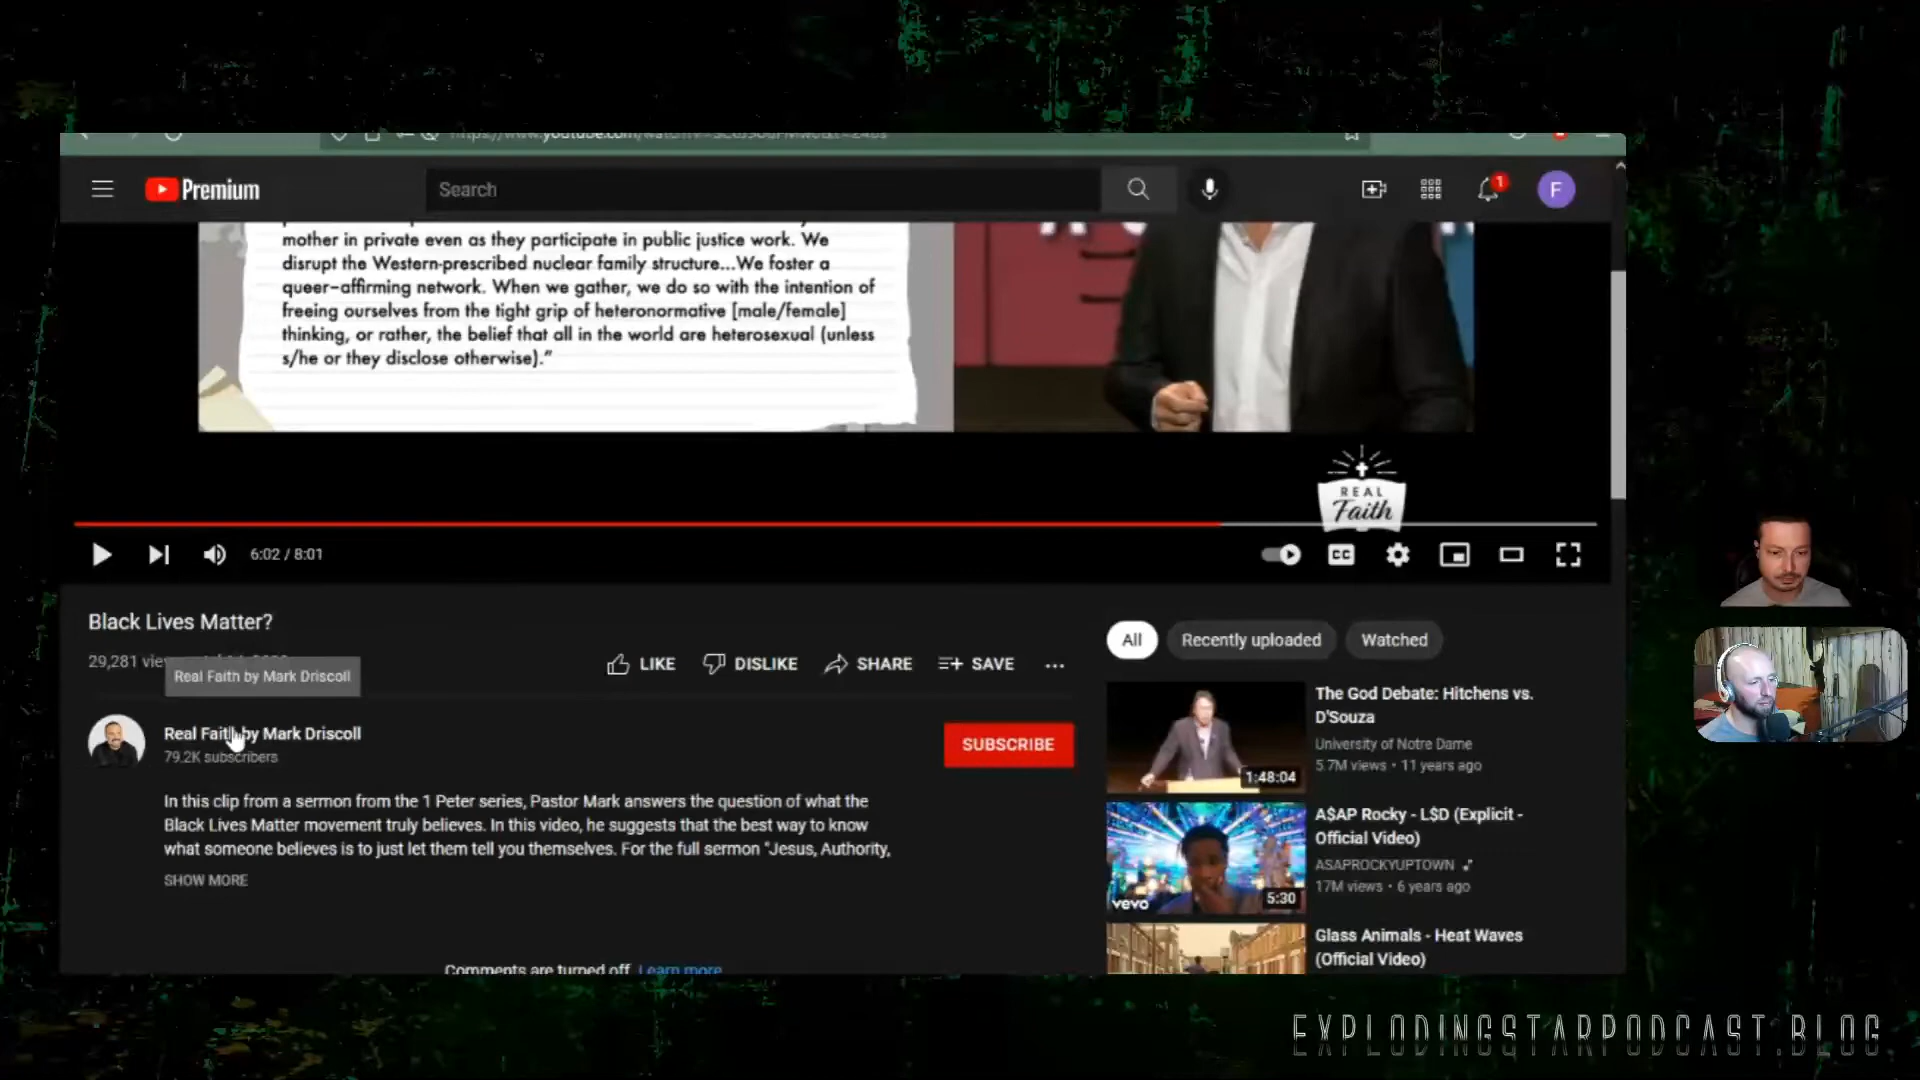 Premium
Search
1
F
mother in private even as they participate in public justice work. We
disrupt the Western-prescribed nuclear family structure...We foster a
queer-affirming network. When we gather, we do so with the intention of
freeing ourselves from the tight grip of heteronormative [male/female]
thinking, or rather, the belief that all in the world are heterosexual (unless
s/he or they disclose otherwise)."
REAL
Faith
6:02 / 8:01
CC
Black Lives Matter?
29,281
Real Faith by Mark Driscoll
LIKE
DISLIKE
SHARE
SAVE
Real Faith by Mark Driscoll
79.2K subscribers
SUBSCRIBE
In this clip from a sermon from the 1 Peter series, Pastor Mark answers the question of what the
Black Lives Matter movement truly believes. In this video, he suggests that the best way to know
what someone believes is to just let them tell you themselves. For the full sermon "Jesus, Authority,
SHOW MORE
Comments are turned off. Learn more
All
Recently uploaded
Watched
The God Debate: Hitchens vs.
D'Souza
University of Notre Dame
5.7M views • 11 years ago
1:48:04
A$AP Rocky - L$D (Explicit -
Official Video)
ASAPROCKYUPTOWN
17M views • 6 years ago
vevo
5:30
Glass Animals - Heat Waves
(Official Video)
EXPLODINGSTARPODCAST.BLOG